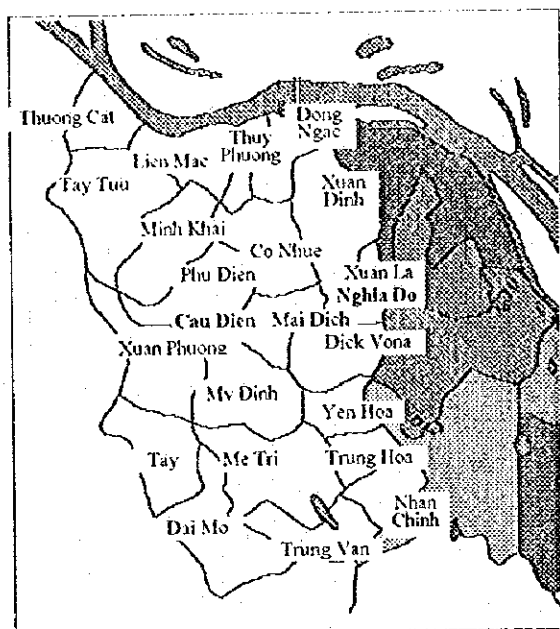 Thuong Cat
Dong
Ngac
Thuy
Phuong
Lien Mac
Tay Tuu
Xuan
Dinh
Minh Khai
Co Nhue
Phu Dien
Xuan La
Nghia Do
Cau Dien
Mai Dich
Dick Vona
Xuan Phuong
My Dinh
Yen Hoa
Tay
Me Tri
Trung Hoa
Nhan
Chinh
Dai Mo
Trung Van